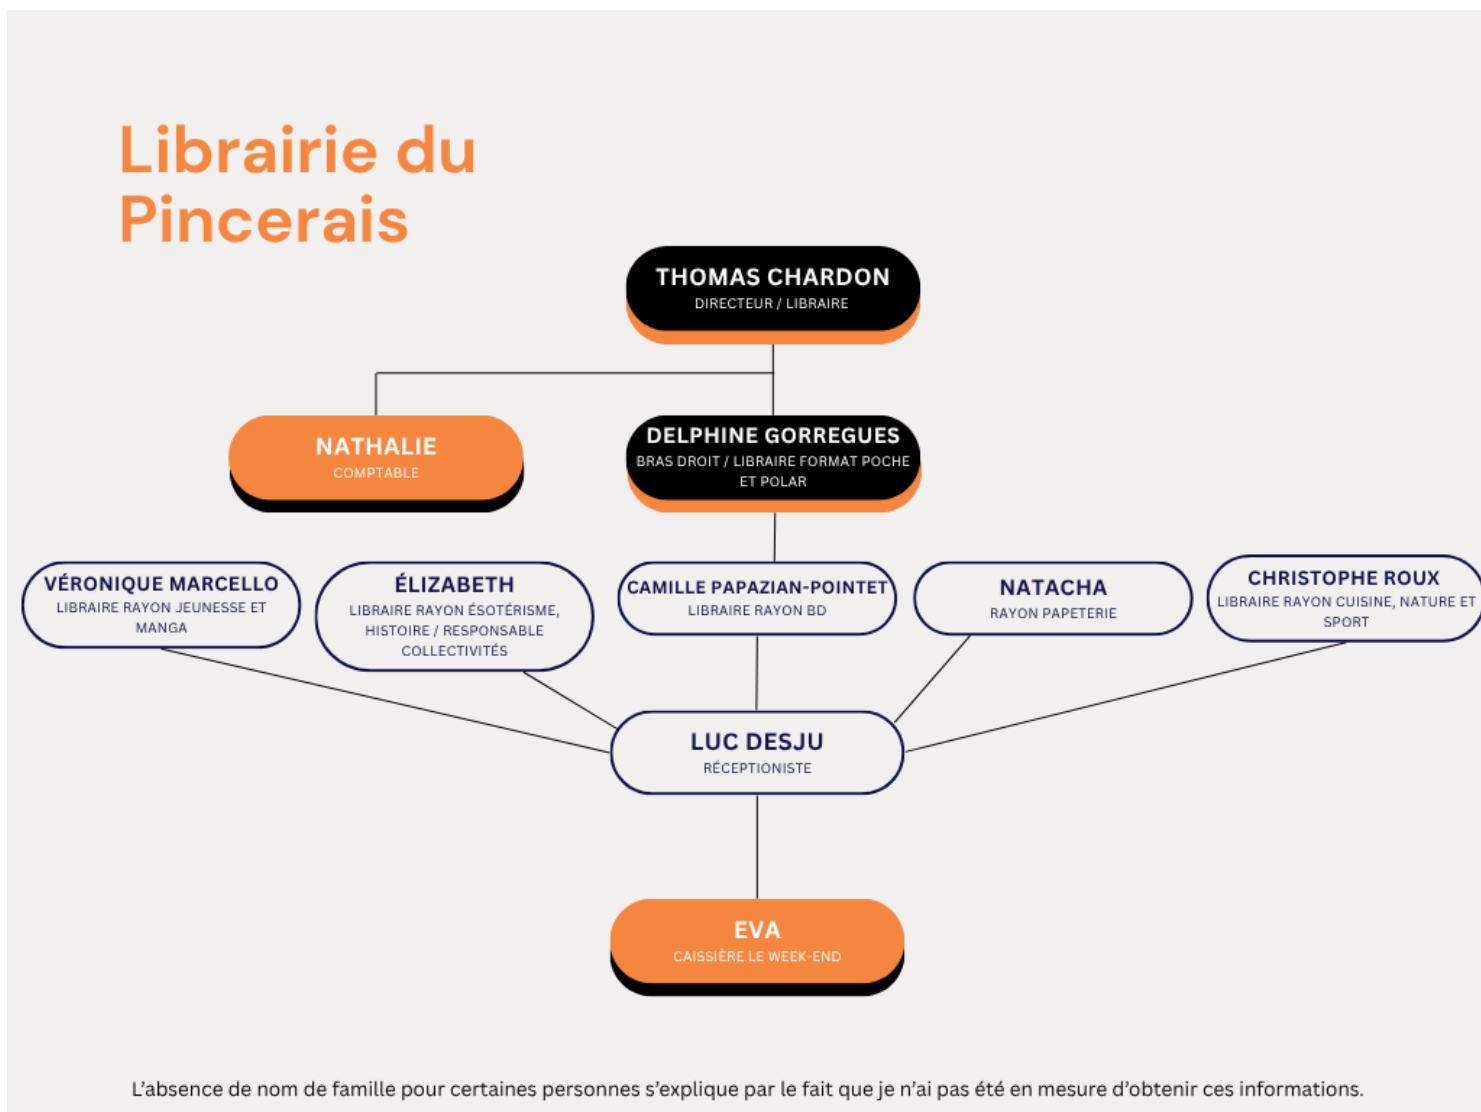 Librairie du
Pincerais
THOMAS CHARDON
DIRECTEUR / LIBRAIRE
NATHALIE
COMPTABLE
DELPHINE GORREGUES
BRAS DROIT / LIBRAIRE FORMAT POCHE
ET POLAR
VÉRONIQUE MARCELLO
LIBRAIRE RAYON JEUNESSE ET
MANGA
ÉLIZABETH
LIBRAIRE RAYON ÉSOTÉRISME,
HISTOIRE / RESPONSABLE
COLLECTIVITÉS
CAMILLE PAPAZIAN-POINTET
LIBRAIRE RAYON BD
NATACHA
RAYON PAPETERIE
CHRISTOPHE ROUX
LIBRAIRE RAYON CUISINE, NATURE ET
SPORT
LUC DESJU
RÉCEPTIONISTE
EVA
CAISSIÈRE LE WEEK-END
L'absence de nom de famille pour certaines personnes s'explique par le fait que je n'ai pas été en mesure d'obtenir ces informations.